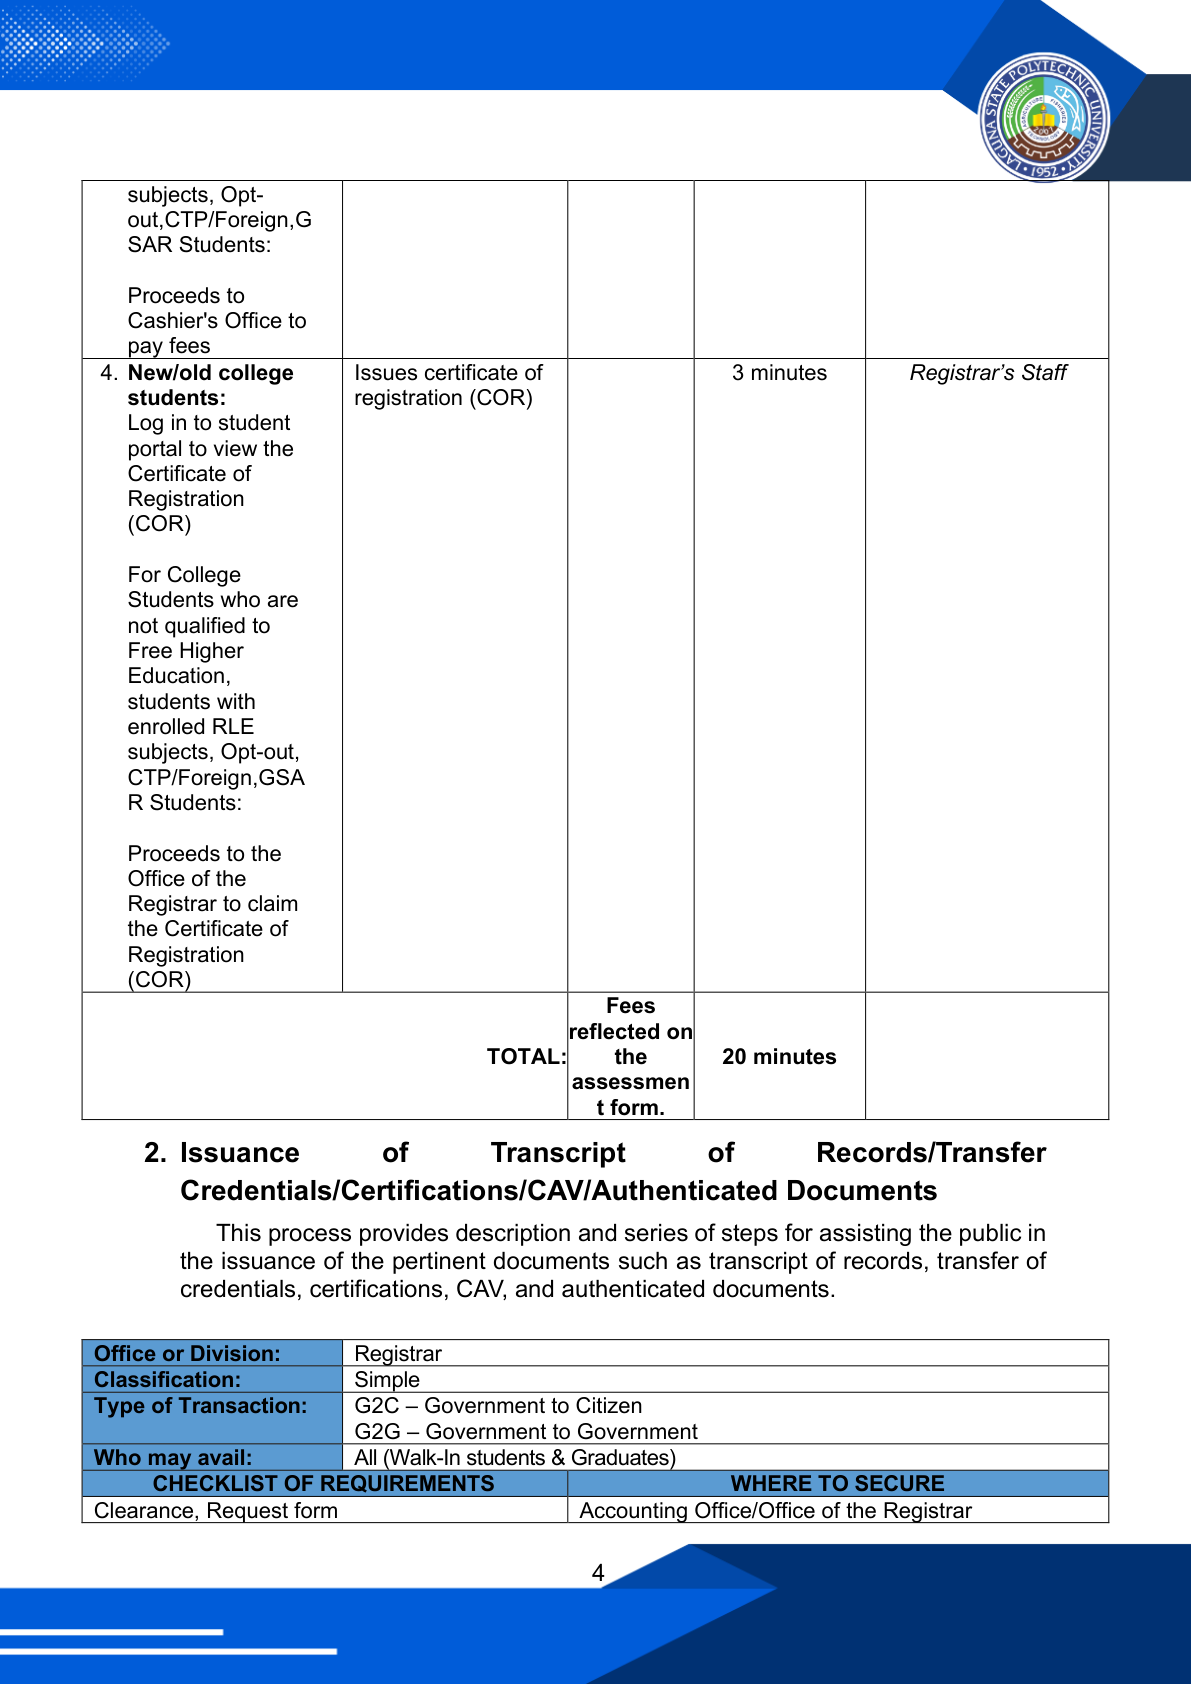 LAGUNA STATE POLYTECHNIC UNIVERSITY
1952
subjects, Opt-
out,CTP/Foreign,G
SAR Students:
Proceeds to
Cashier's Office to
pay fees
4. New/old college
students:
Log in to student
portal to view the
Certificate of
Registration
(COR)
For College
Students who are
not qualified to
Free Higher
Education,
students with
enrolled RLE
subjects, Opt-out,
CTP/Foreign,GSA
R Students:
Proceeds to the
Office of the
Registrar to claim
the Certificate of
Registration
(COR)
Issues certificate of
registration (COR)
3 minutes
Registrar’s Staff
TOTAL:
Fees
reflected on
the
assessmen
t form.
20 minutes
2. Issuance of Transcript of Records/Transfer
Credentials/Certifications/CAV/Authenticated Documents
This process provides description and series of steps for assisting the public in
the issuance of the pertinent documents such as transcript of records, transfer of
credentials, certifications, CAV, and authenticated documents.
Office or Division: Registrar
Classification: Simple
Type of Transaction: G2C – Government to Citizen
G2G – Government to Government
Who may avail: All (Walk-In students & Graduates)
CHECKLIST OF REQUIREMENTS WHERE TO SECURE
Clearance, Request form Accounting Office/Office of the Registrar
4